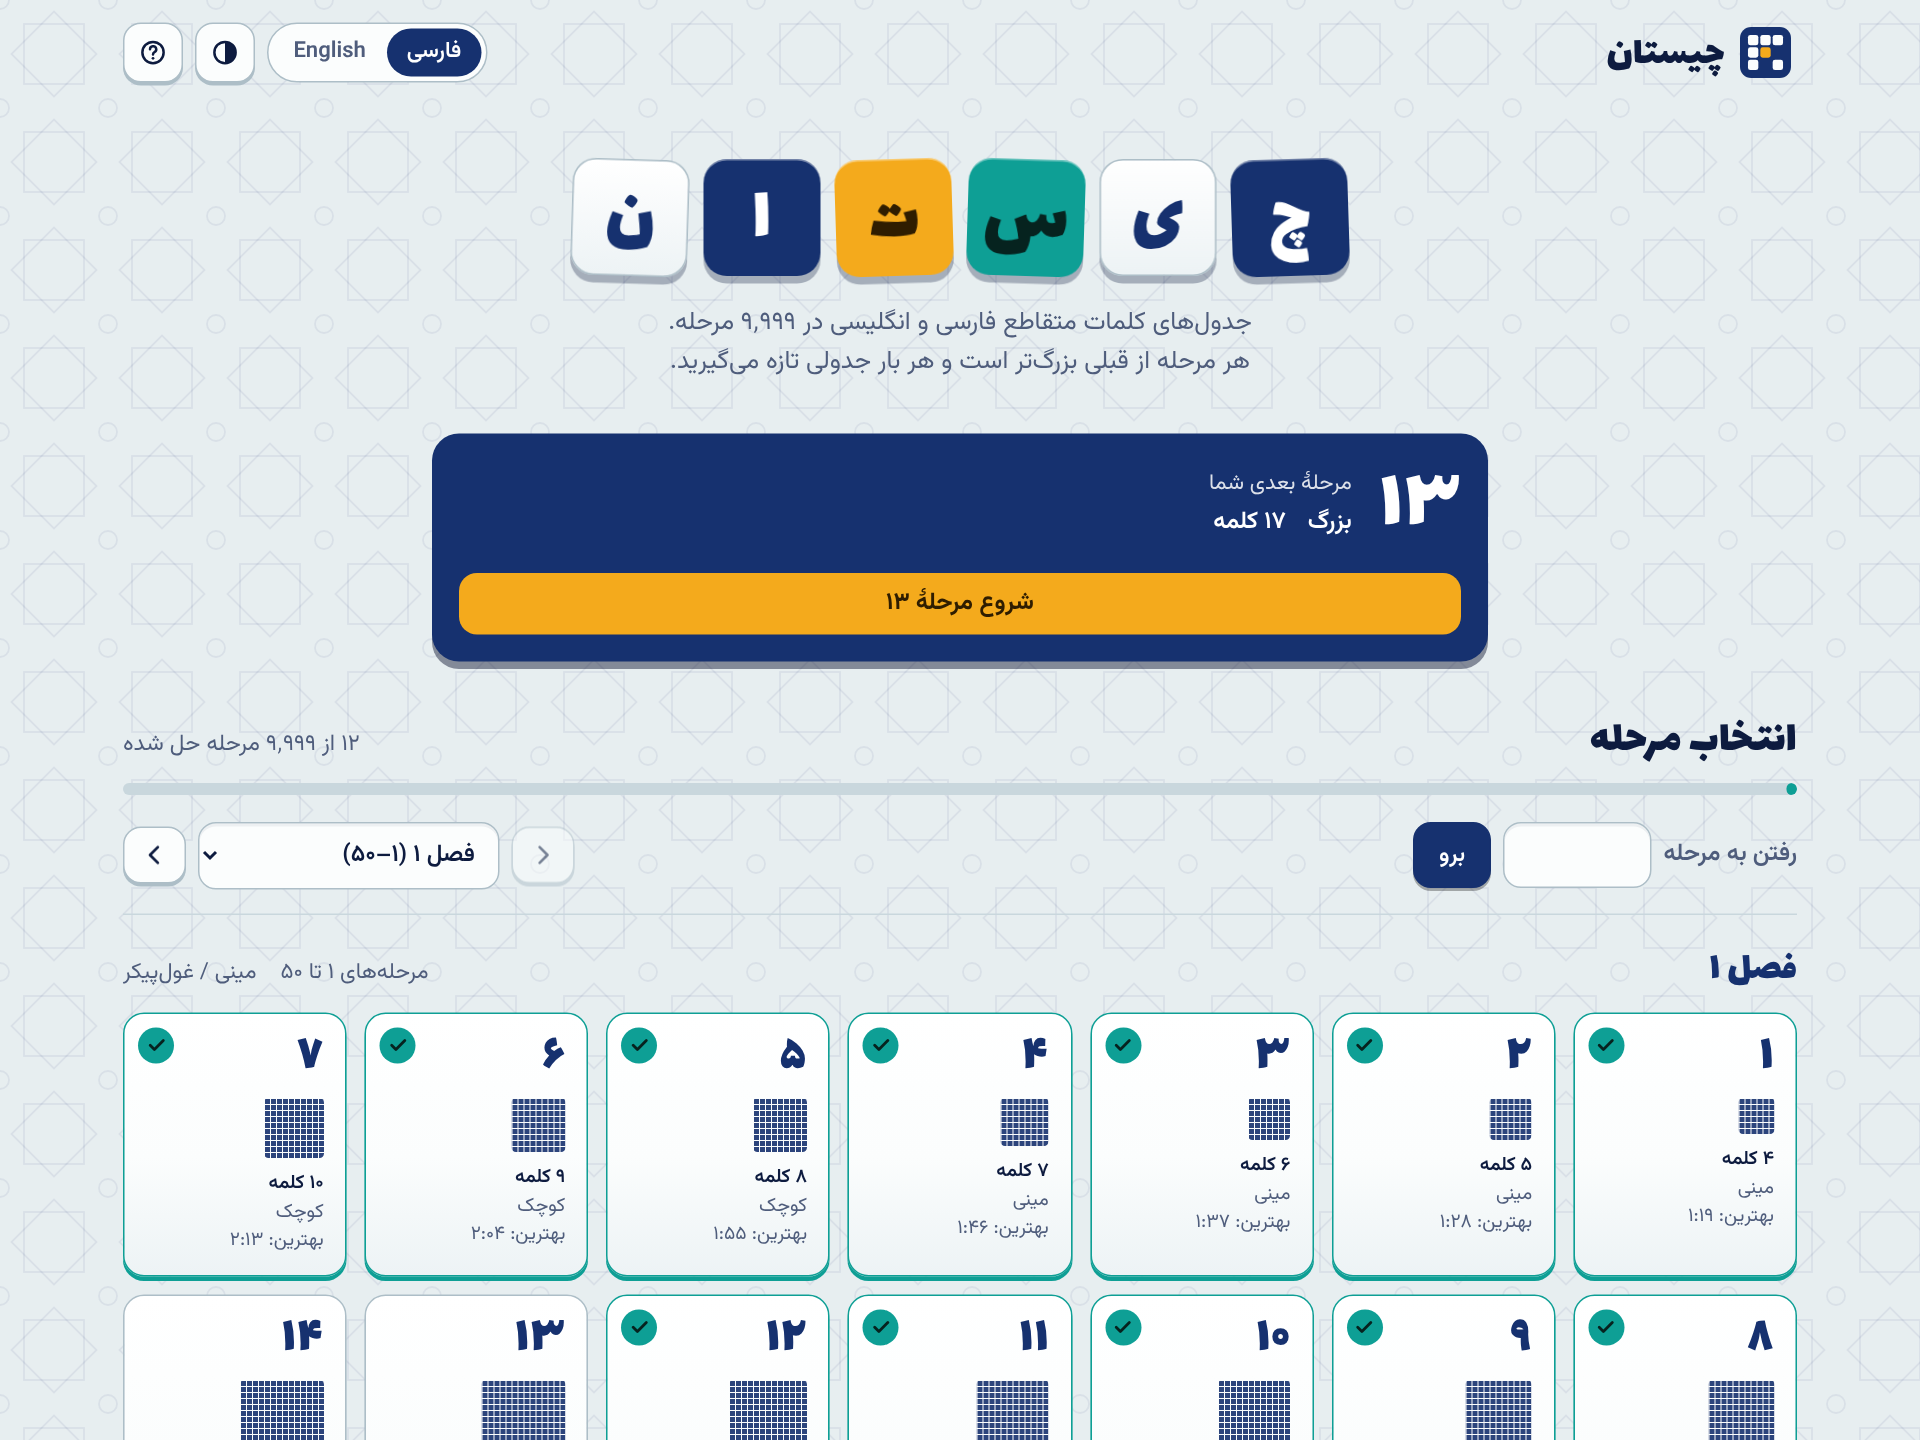 چیستان
فارسی English
چ ی س ت ا ن
جدول‌های کلمات متقاطع فارسی و انگلیسی در ۹,۹۹۹ مرحله.
هر مرحله از قبلی بزرگ‌تر است و هر بار جدولی تازه می‌گیرید.
۱۳
مرحلهٔ بعدی شما
بزرگ ۱۷ کلمه
شروع مرحلهٔ ۱۳
انتخاب مرحله
۱۲ از ۹,۹۹۹ مرحله حل شده
رفتن به مرحله
برو
فصل ۱ (۱–۵۰)
فصل ۱
مرحله‌های ۱ تا ۵۰ مینی / غول‌پیکر
۱
۴ کلمه
مینی
بهترین: ۱:۱۹
۲
۵ کلمه
مینی
بهترین: ۱:۲۸
۳
۶ کلمه
مینی
بهترین: ۱:۳۷
۴
۷ کلمه
مینی
بهترین: ۱:۴۶
۵
۸ کلمه
کوچک
بهترین: ۱:۵۵
۶
۹ کلمه
کوچک
بهترین: ۲:۰۴
۷
۱۰ کلمه
کوچک
بهترین: ۲:۱۳
۸
۹
۱۰
۱۱
۱۲
۱۳
۱۴